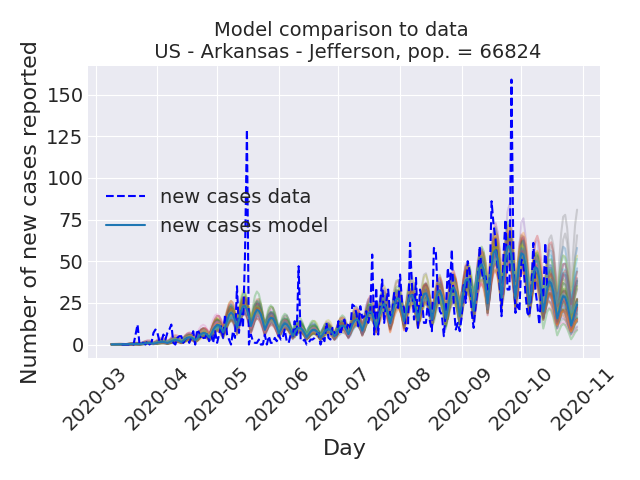 Model comparison to data
US - Arkansas - Jefferson, pop. = 66824
Number of new cases reported
150
125
100
75
50
25
0
new cases data
new cases model
2020-03
2020-04
2020-05
2020-06
2020-07
2020-08
2020-09
2020-10
2020-11
Day